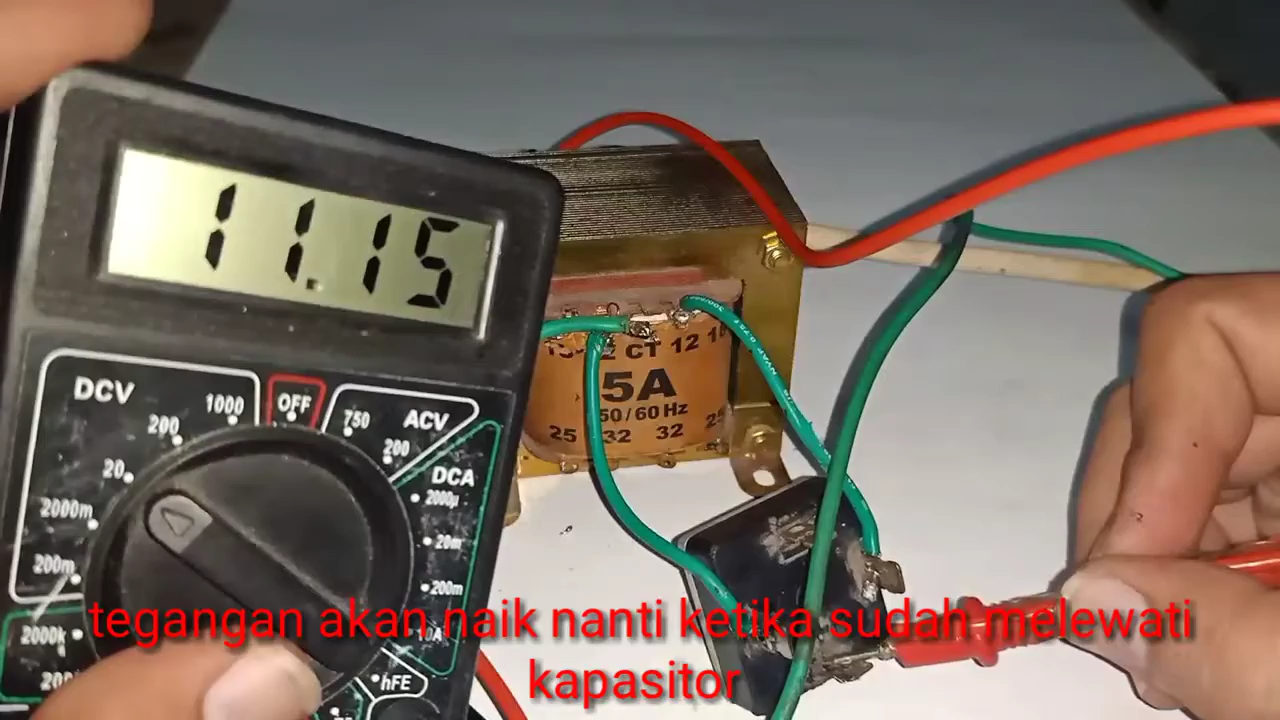 11.15
DCV
OFF
ACV
1000
750
200
200
20
DCA
2000m
2000µ
20m
200m
200m
2000k
10A
hFE
CT 12
5A
50/60 Hz
25 32 32
tegangan akan naik nanti ketika sudah melewati
kapasitor